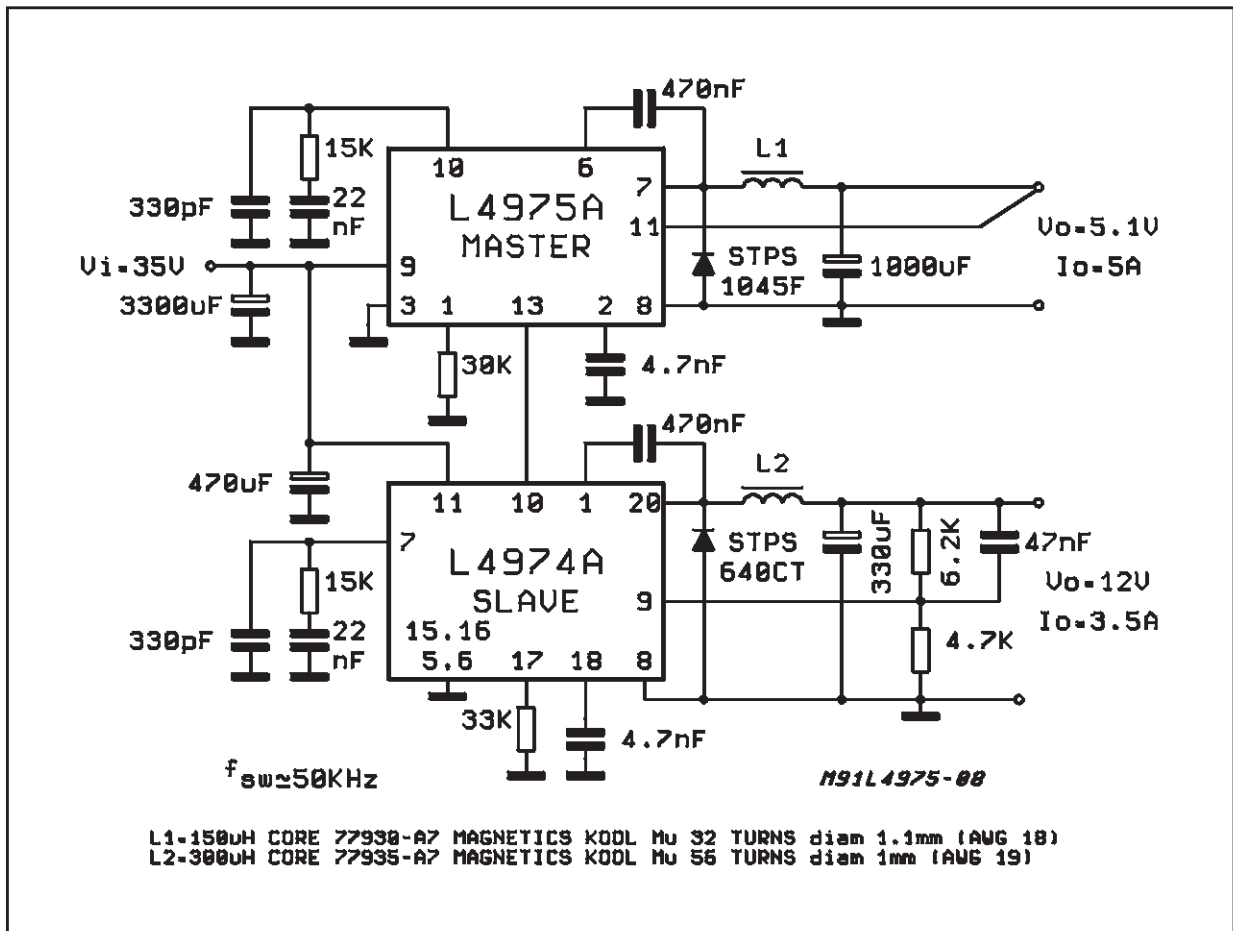 470nF
15K
10
6
L1
330pF
22
nF
L4975A
MASTER
7
11
Vo=5.1V
Vi=35V
9
STPS
1045F
1000uF
Io=5A
3300uF
3
1
13
2
8
30K
4.7nF
470nF
L2
470uF
11
10
1
20
7
L4974A
SLAVE
STPS
640CT
330uF
6.2K
47nF
15K
9
Vo=12V
Io=3.5A
330pF
22
nF
15.16
5.6
17
18
8
4.7K
33K
4.7nF
fsw≃50KHz
M91L4975-08
L1=150uH CORE 77930-A7 MAGNETICS KOOL Mu 32 TURNS diam 1.1mm (AWG 18)
L2=300uH CORE 77935-A7 MAGNETICS KOOL Mu 56 TURNS diam 1mm (AWG 19)